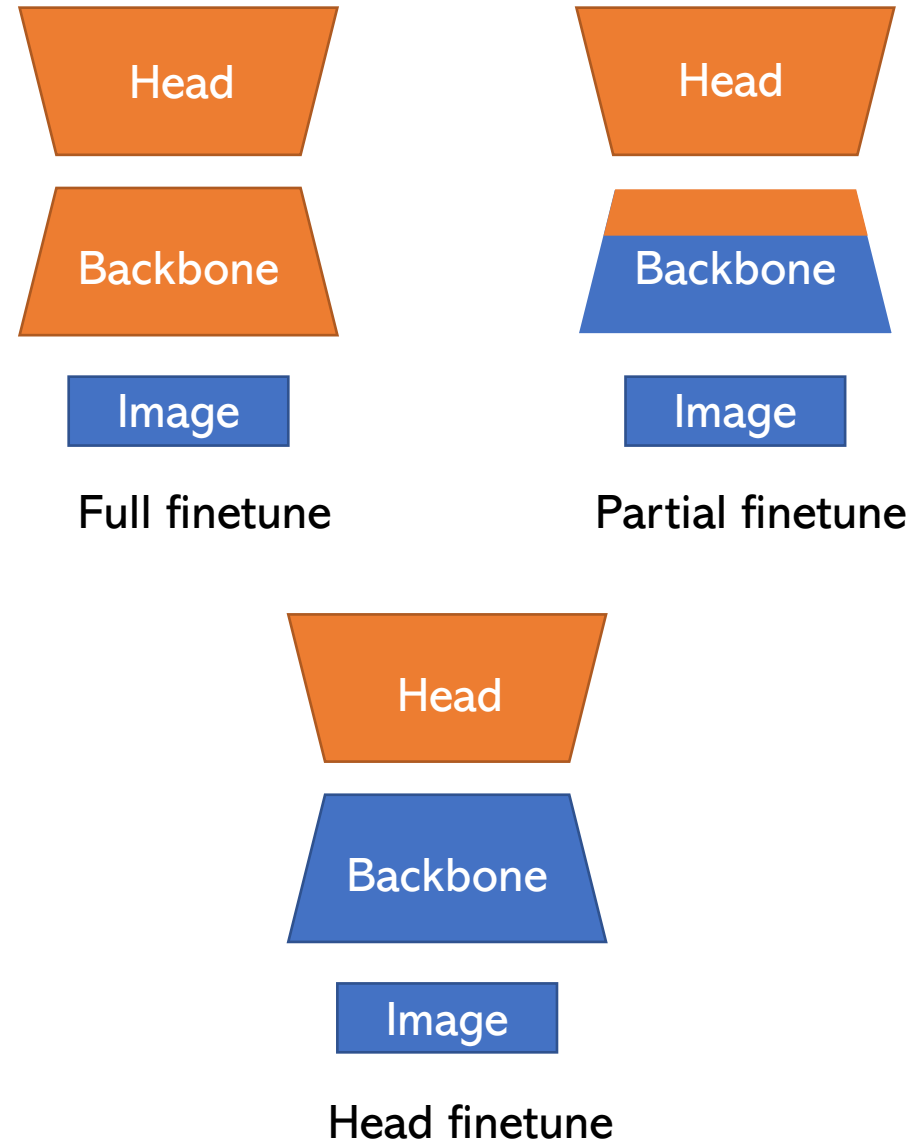 Head
Backbone
Image
Full finetune
Head
Backbone
Image
Partial finetune
Head
Backbone
Image
Head finetune